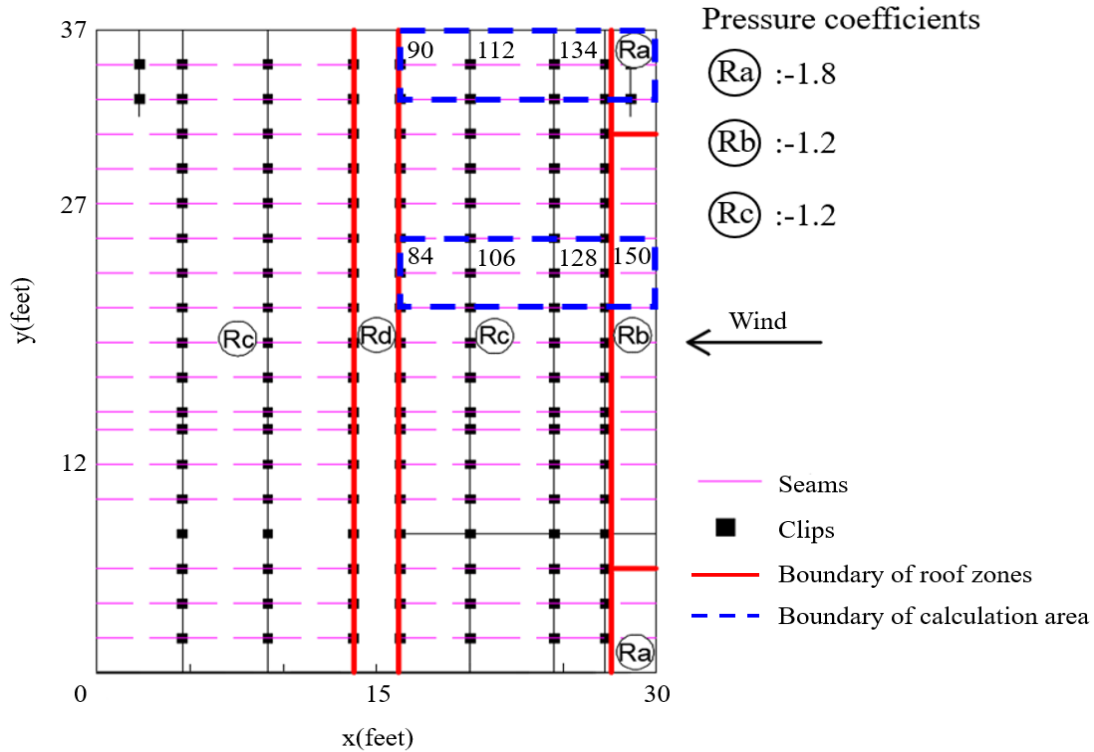 37
27
12
0
15
30
y(feet)
x(feet)
90
112
134
Ra
84
106
128
150
Rc
Rd
Rc
Rb
Ra
Wind
Pressure coefficients
Ra :-1.8
Rb :-1.2
Rc :-1.2
Seams
Clips
Boundary of roof zones
Boundary of calculation area